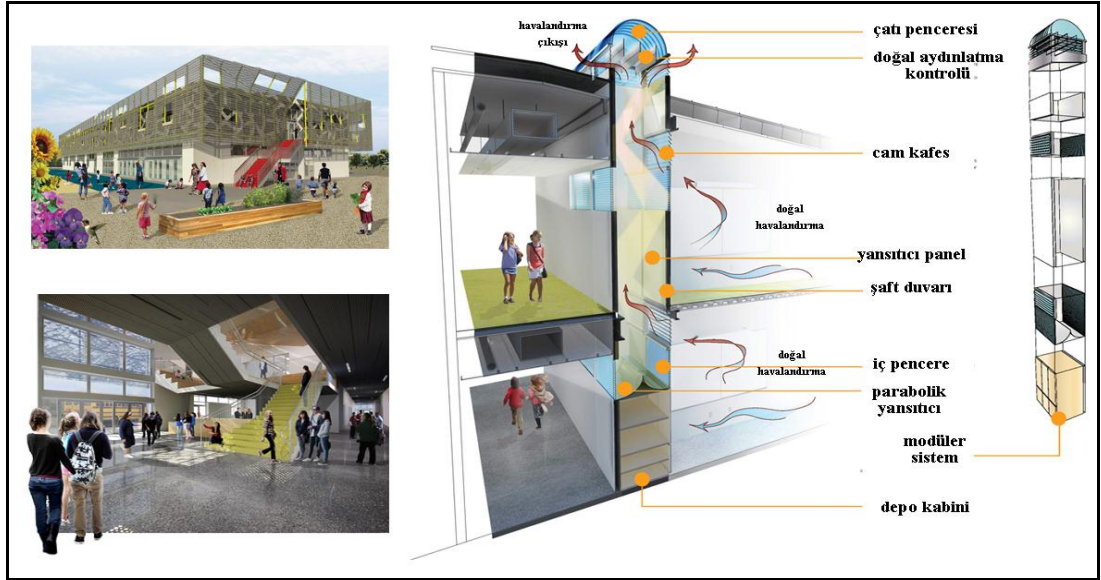 havalandırma
çıkışı
çatı penceresi
doğal aydınlatma
kontrolü
cam kafes
doğal
havalandırma
yansıtıcı panel
şaft duvarı
doğal
havalandırma
iç pencere
parabolik
yansıtıcı
modüler
sistem
depo kabini